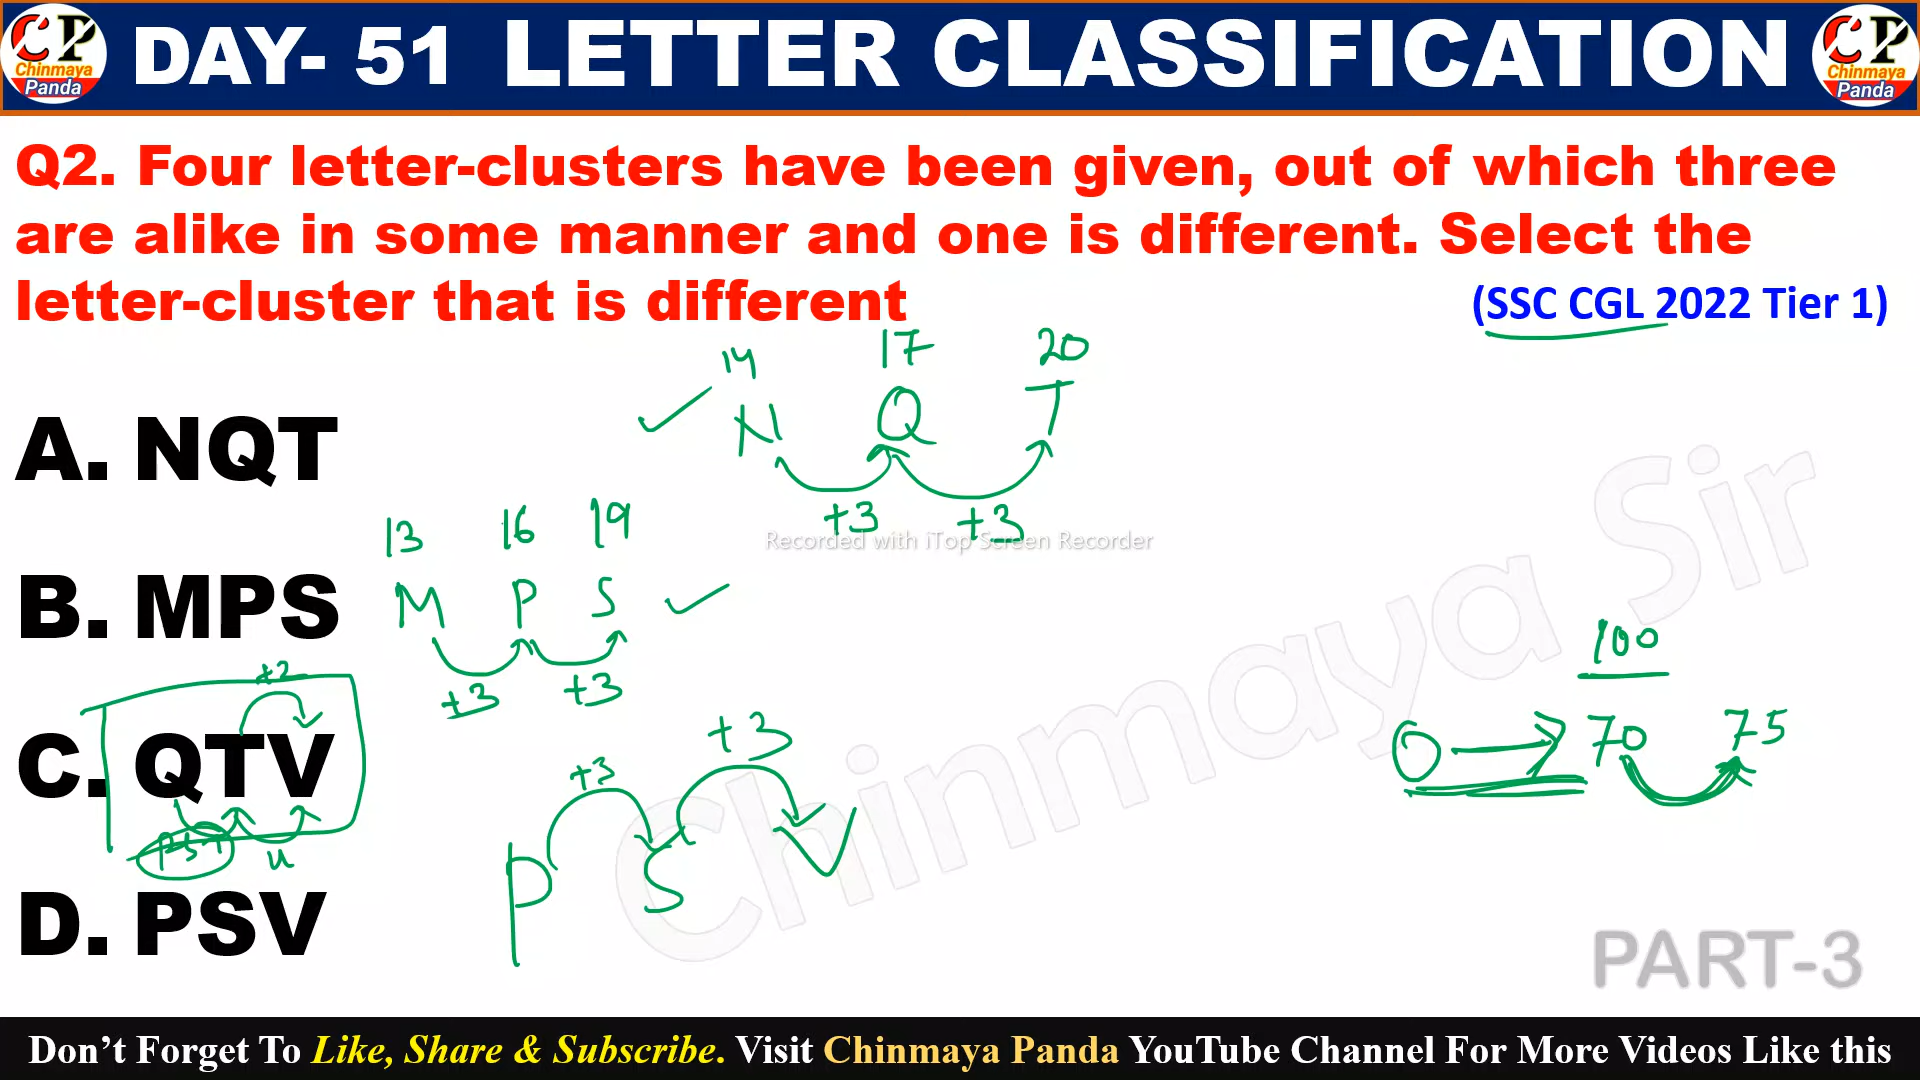 CP
Chinmaya
Panda
DAY- 51 LETTER CLASSIFICATION
CP
Chinmaya
Panda
Q2. Four letter-clusters have been given, out of which three
are alike in some manner and one is different. Select the
letter-cluster that is different
(SSC CGL 2022 Tier 1)
14 17 20
N Q T
+3 +3
A. NQT
Recorded with iTop Screen Recorder
13 16 19
M P S
+3 +3
B. MPS
+2
C. QTV
u
+3 +3
P S V
D. PSV
100
0 70 75
Chinmaya Sir
PART-3
Don't Forget To Like, Share & Subscribe. Visit Chinmaya Panda YouTube Channel For More Videos Like this